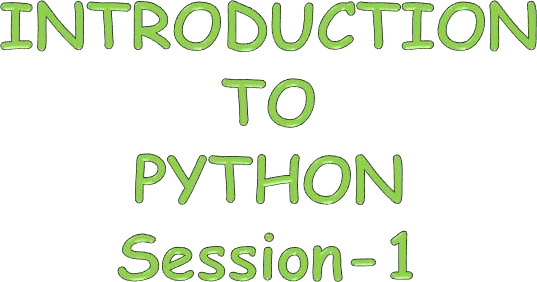 INTRODUCTION
TO
PYTHON
Session-1